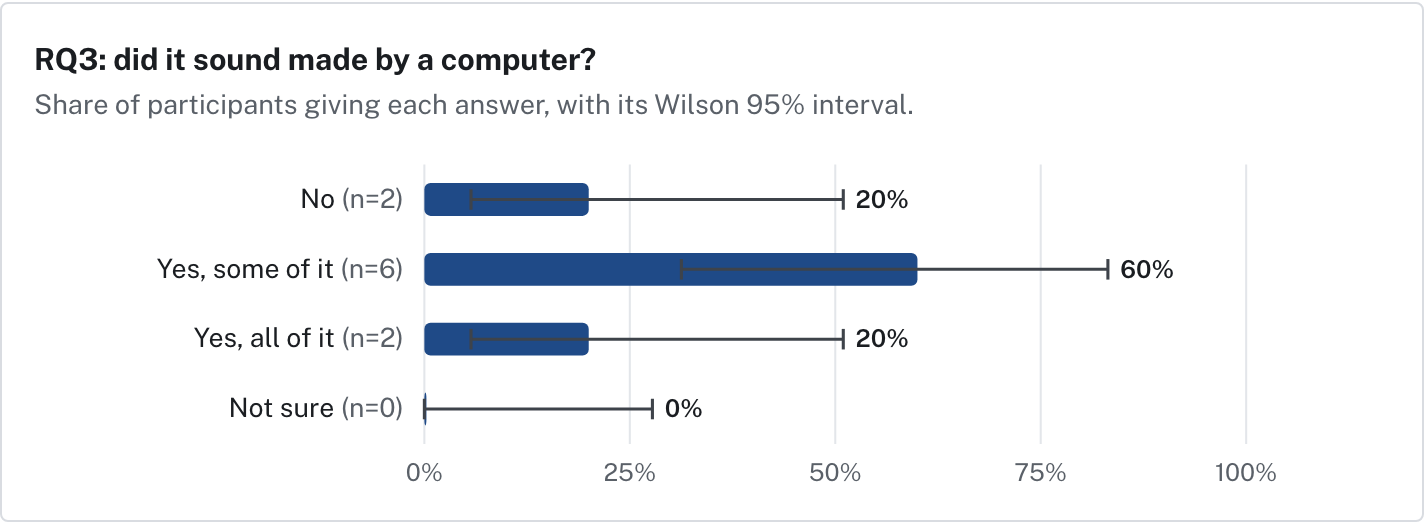 RQ3: did it sound made by a computer?
Share of participants giving each answer, with its Wilson 95% interval.
No (n=2) 20%
Yes, some of it (n=6) 60%
Yes, all of it (n=2) 20%
Not sure (n=0) 0%
0% 25% 50% 75% 100%